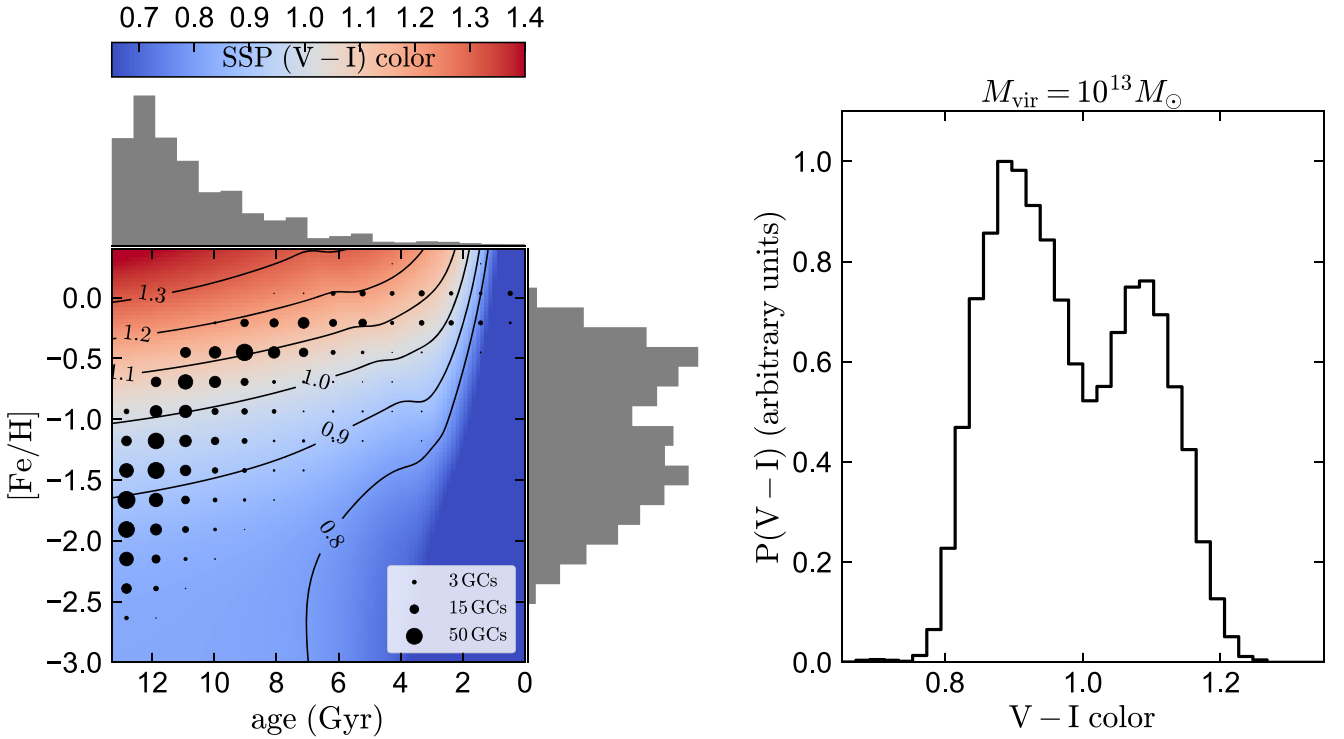 0.7 0.8 0.9 1.0 1.1 1.2 1.3 1.4
SSP (V − I) color
1.3
1.2
1.1
1.0
0.9
0.8
0.0
−0.5
−1.0
−1.5
−2.0
−2.5
−3.0
[Fe/H]
3 GCs
15 GCs
50 GCs
12 10 8 6 4 2 0
age (Gyr)
M_vir = 10^13 M_⊙
1.0
0.8
0.6
0.4
0.2
0.0
P(V − I) (arbitrary units)
0.8 1.0 1.2
V − I color